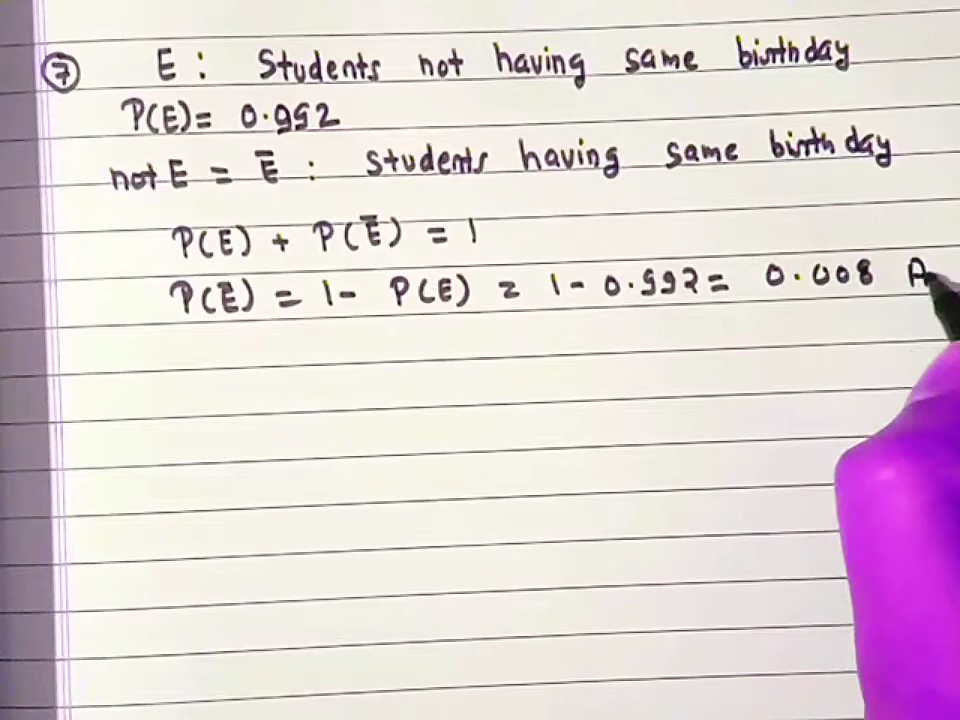 ⑦ E : Students not having same birthday
P(E) = 0.992
not E = E̅ : Students having same birthday
P(E) + P(E̅) = 1
P(E̅) = 1 - P(E) = 1 - 0.992 = 0.008 A